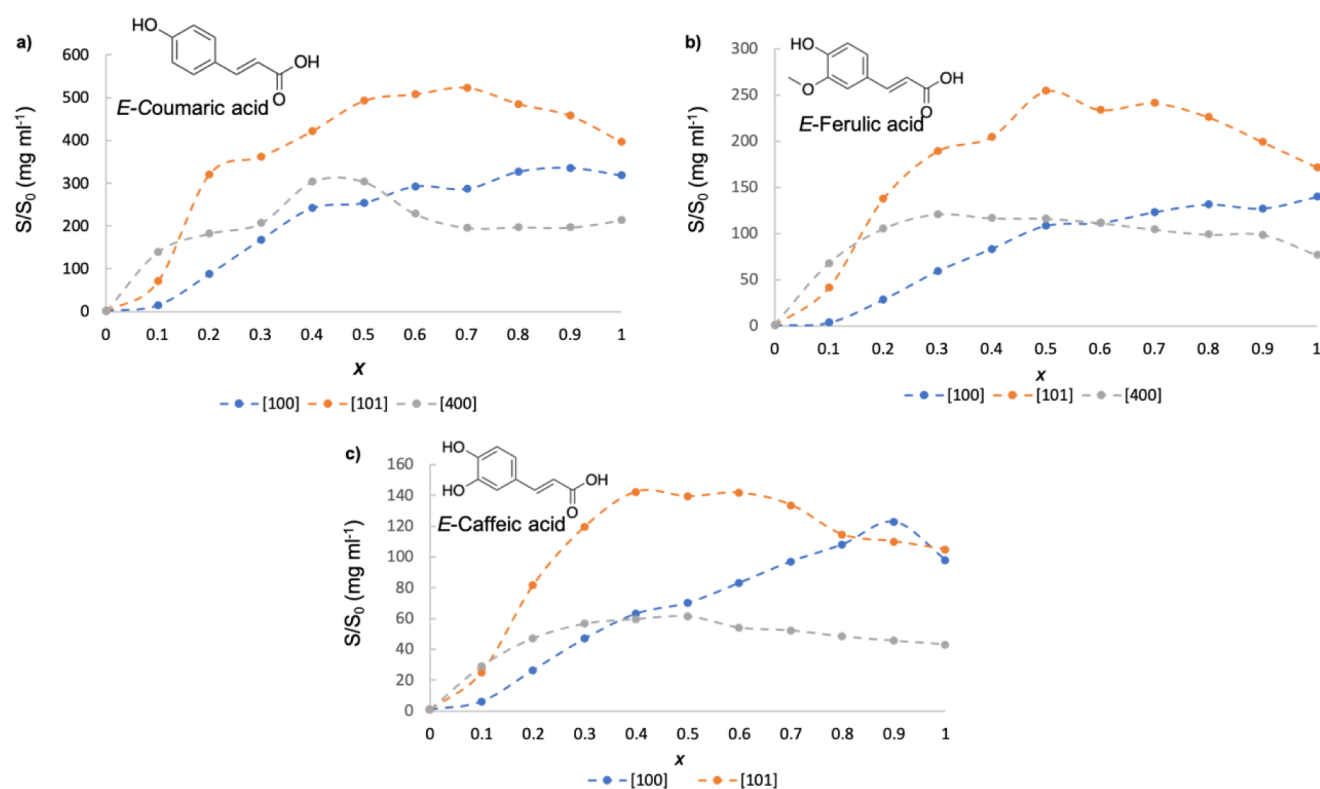 a)
HO
OH
O
E-Coumaric acid
S/S0 (mg ml-1)
600
500
400
300
200
100
0
0 0.1 0.2 0.3 0.4 0.5 0.6 0.7 0.8 0.9 1
x
[100] [101] [400]
b)
HO
O
OH
O
E-Ferulic acid
S/S0 (mg ml-1)
300
250
200
150
100
50
0
0 0.1 0.2 0.3 0.4 0.5 0.6 0.7 0.8 0.9 1
x
[100] [101] [400]
c)
HO
HO
OH
O
E-Caffeic acid
S/S0 (mg ml-1)
160
140
120
100
80
60
40
20
0
0 0.1 0.2 0.3 0.4 0.5 0.6 0.7 0.8 0.9 1
x
[100] [101]